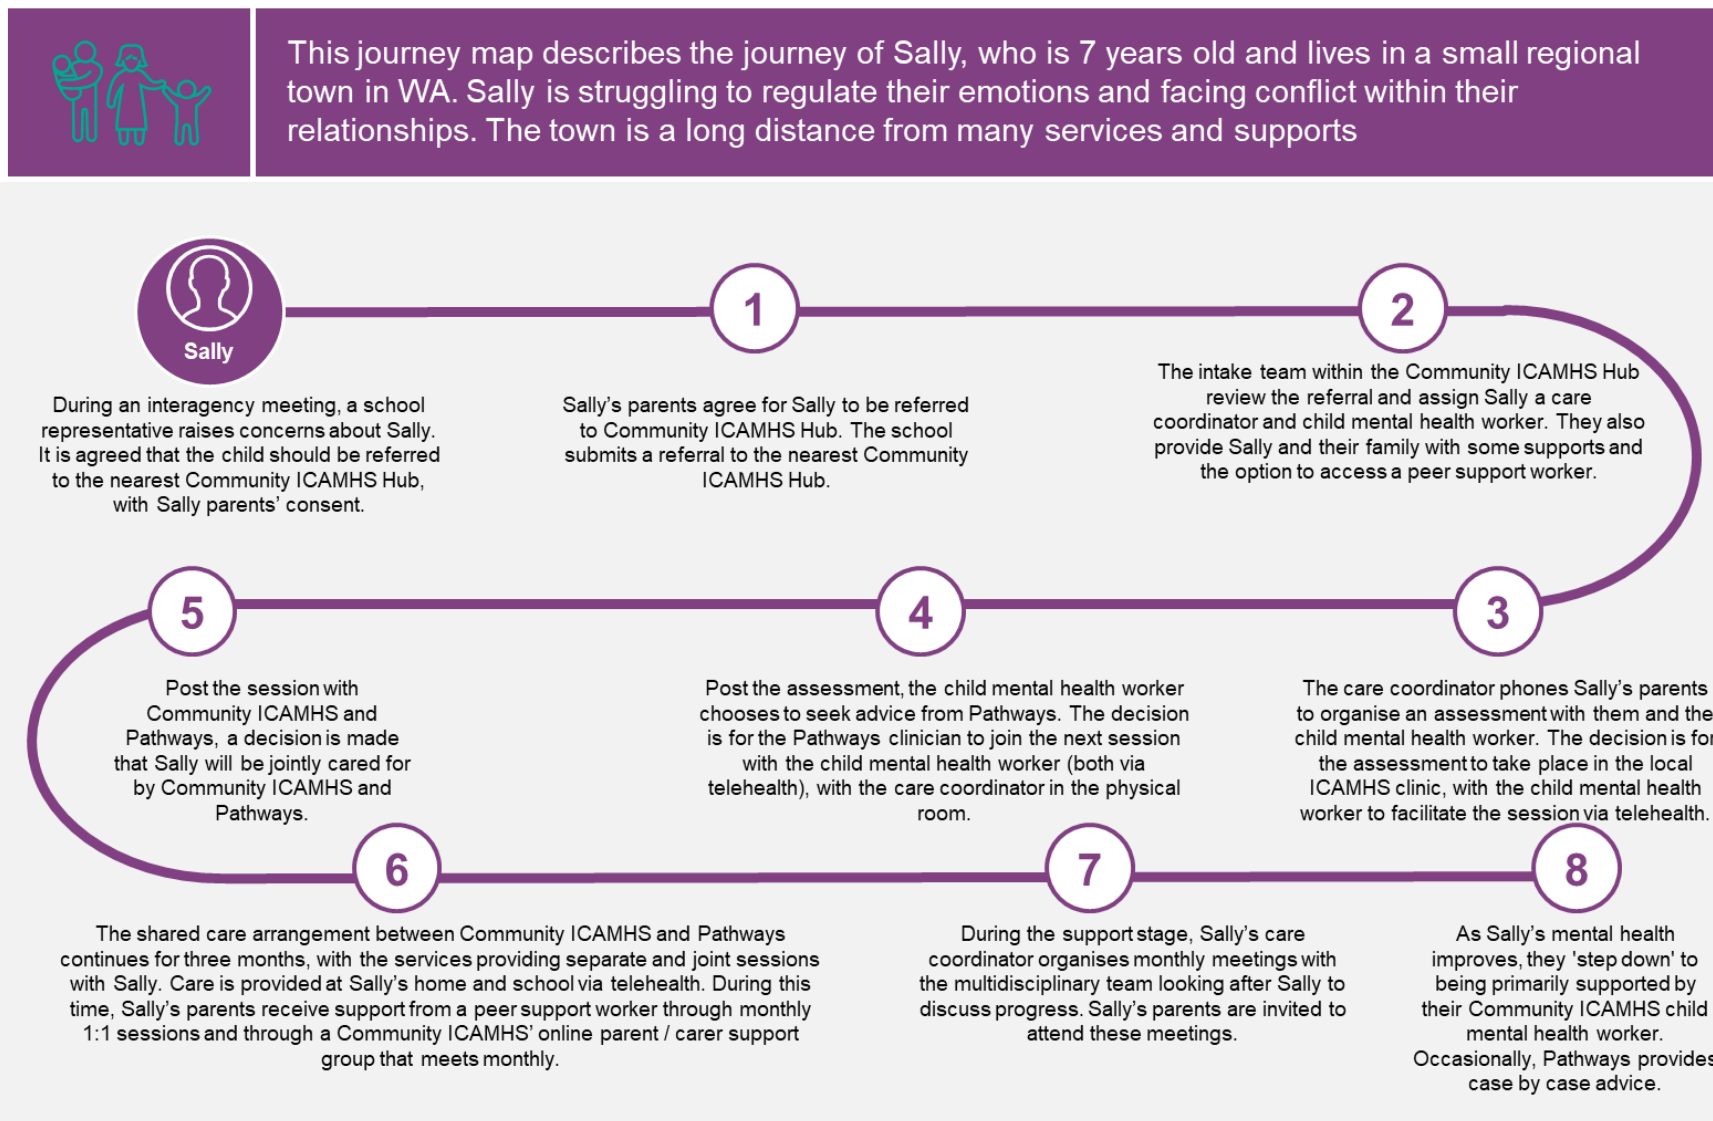 This journey map describes the journey of Sally, who is 7 years old and lives in a small regional
town in WA. Sally is struggling to regulate their emotions and facing conflict within their
relationships. The town is a long distance from many services and supports
Sally
During an interagency meeting, a school
representative raises concerns about Sally.
It is agreed that the child should be referred
to the nearest Community ICAMHS Hub,
with Sally parents’ consent.
1
Sally’s parents agree for Sally to be referred
to Community ICAMHS Hub. The school
submits a referral to the nearest Community
ICAMHS Hub.
2
The intake team within the Community ICAMHS Hub
review the referral and assign Sally a care
coordinator and child mental health worker. They also
provide Sally and their family with some supports and
the option to access a peer support worker.
3
The care coordinator phones Sally’s parents
to organise an assessment with them and the
child mental health worker. The decision is for
the assessment to take place in the local
ICAMHS clinic, with the child mental health
worker to facilitate the session via telehealth.
4
Post the assessment, the child mental health worker
chooses to seek advice from Pathways. The decision
is for the Pathways clinician to join the next session
with the child mental health worker (both via
telehealth), with the care coordinator in the physical
room.
5
Post the session with
Community ICAMHS and
Pathways, a decision is made
that Sally will be jointly cared for
by Community ICAMHS and
Pathways.
6
The shared care arrangement between Community ICAMHS and Pathways
continues for three months, with the services providing separate and joint sessions
with Sally. Care is provided at Sally’s home and school via telehealth. During this
time, Sally’s parents receive support from a peer support worker through monthly
1:1 sessions and through a Community ICAMHS’ online parent / carer support
group that meets monthly.
7
During the support stage, Sally’s care
coordinator organises monthly meetings with
the multidisciplinary team looking after Sally to
discuss progress. Sally’s parents are invited to
attend these meetings.
8
As Sally’s mental health
improves, they 'step down' to
being primarily supported by
their Community ICAMHS child
mental health worker.
Occasionally, Pathways provides
case by case advice.